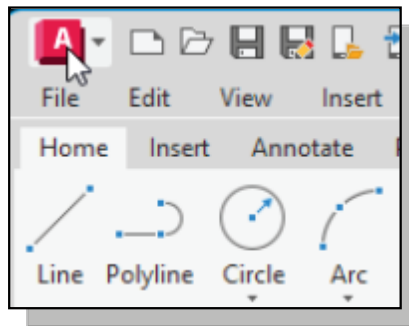 A
File Edit View Insert
Home Insert Annotate
Line Polyline Circle Arc